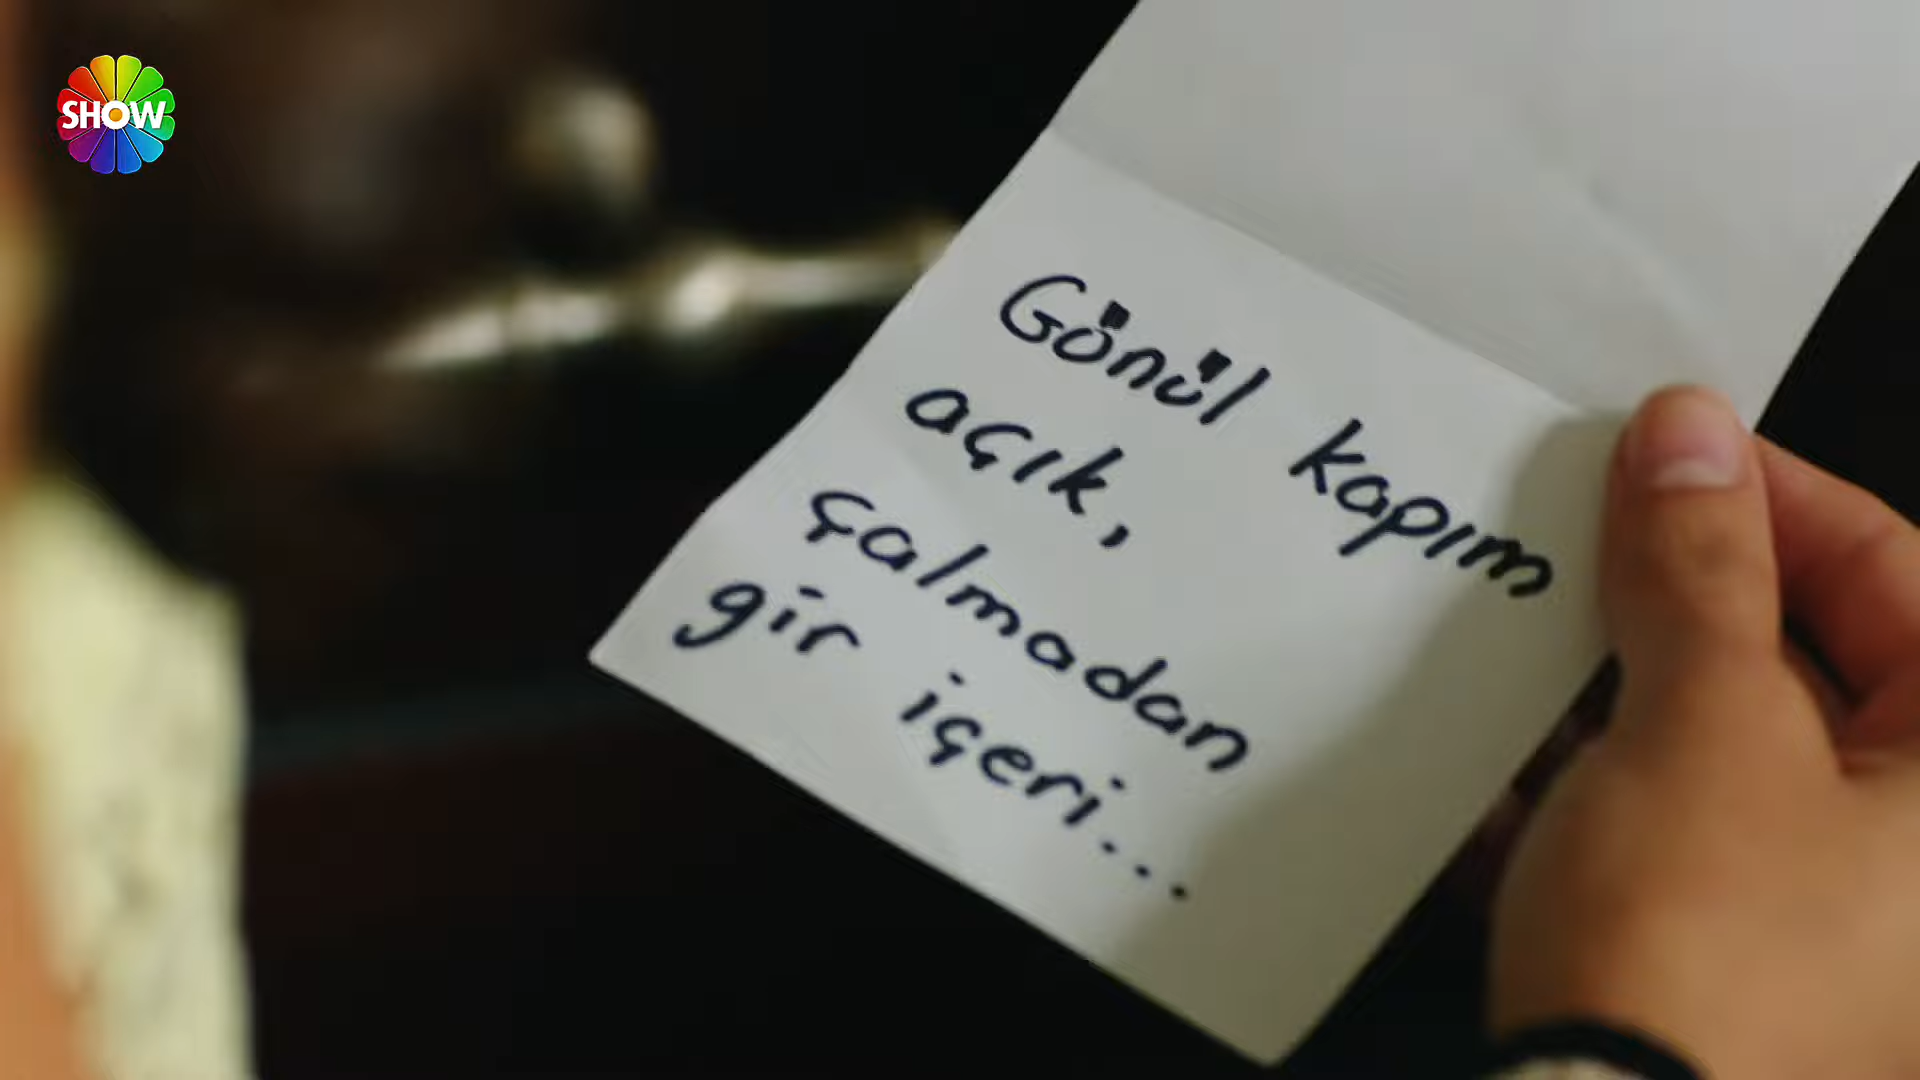 SHOW
Gönül kapım
açık,
çalmadan
gir içeri...